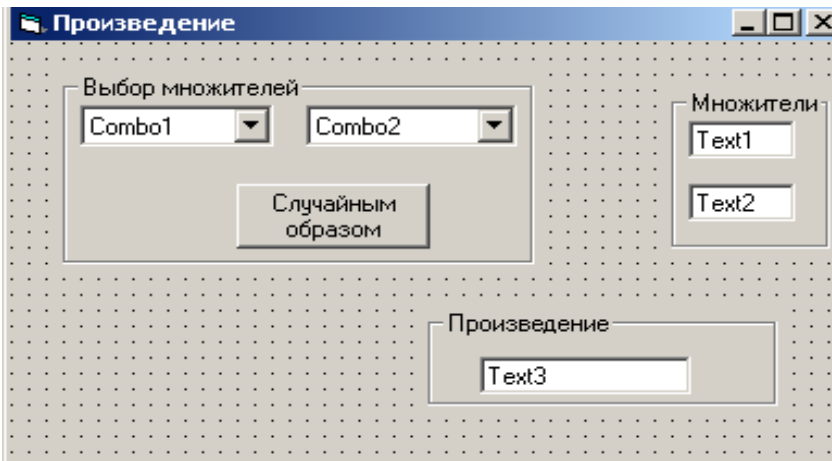 Произведение
Выбор множителей
Combo1
Combo2
Случайным
образом
Множители
Text1
Text2
Произведение
Text3